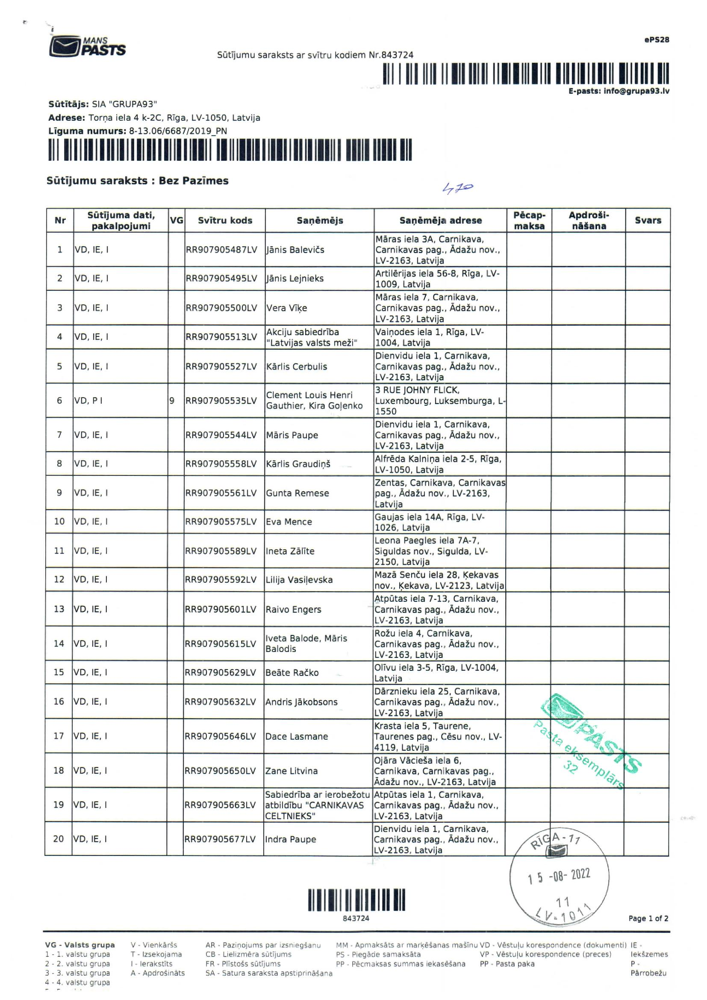 MANS
PASTS
ePS28
Sūtījumu saraksts ar svītru kodiem Nr.843724
E-pasts: info@grupa93.lv
Sūtītājs: SIA "GRUPA93"
Adrese: Torņa iela 4 k-2C, Rīga, LV-1050, Latvija
Līguma numurs: 8-13.06/6687/2019_PN
Sūtījumu saraksts : Bez Pazīmes
470
Nr Sūtījuma dati, pakalpojumi VG Svītru kods Saņēmējs Saņēmēja adrese Pēcap-maksa Apdroši-nāšana Svars
1 VD, IE, I RR907905487LV Jānis Balevičs Māras iela 3A, Carnikava,
Carnikavas pag., Ādažu nov.,
LV-2163, Latvija
2 VD, IE, I RR907905495LV Jānis Lejnieks Artilērijas iela 56-8, Rīga, LV-
1009, Latvija
3 VD, IE, I RR907905500LV Vera Vīķe Māras iela 7, Carnikava,
Carnikavas pag., Ādažu nov.,
LV-2163, Latvija
4 VD, IE, I RR907905513LV Akciju sabiedrība
"Latvijas valsts meži" Vaiņodes iela 1, Rīga, LV-
1004, Latvija
5 VD, IE, I RR907905527LV Kārlis Cerbulis Dienvidu iela 1, Carnikava,
Carnikavas pag., Ādažu nov.,
LV-2163, Latvija
6 VD, P I 9 RR907905535LV Clement Louis Henri
Gauthier, Kira Goļenko 3 RUE JOHNY FLICK,
Luxembourg, Luksemburga, L-
1550
7 VD, IE, I RR907905544LV Māris Paupe Dienvidu iela 1, Carnikava,
Carnikavas pag., Ādažu nov.,
LV-2163, Latvija
8 VD, IE, I RR907905558LV Kārlis Graudiņš Alfrēda Kalniņa iela 2-5, Rīga,
LV-1050, Latvija
9 VD, IE, I RR907905561LV Gunta Remese Zentas, Carnikava, Carnikavas
pag., Ādažu nov., LV-2163,
Latvija
10 VD, IE, I RR907905575LV Eva Mence Gaujas iela 14A, Rīga, LV-
1026, Latvija
11 VD, IE, I RR907905589LV Ineta Zālīte Leona Paegles iela 7A-7,
Siguldas nov., Sigulda, LV-
2150, Latvija
12 VD, IE, I RR907905592LV Lilija Vasiļevska Mazā Senču iela 28, Ķekavas
nov., Ķekava, LV-2123, Latvija
13 VD, IE, I RR907905601LV Raivo Engers Atpūtas iela 7-13, Carnikava,
Carnikavas pag., Ādažu nov.,
LV-2163, Latvija
14 VD, IE, I RR907905615LV Iveta Balode, Māris
Balodis Rožu iela 4, Carnikava,
Carnikavas pag., Ādažu nov.,
LV-2163, Latvija
15 VD, IE, I RR907905629LV Beāte Račko Olīvu iela 3-5, Rīga, LV-1004,
Latvija
16 VD, IE, I RR907905632LV Andris Jākobsons Dārznieku iela 25, Carnikava,
Carnikavas pag., Ādažu nov.,
LV-2163, Latvija
17 VD, IE, I RR907905646LV Dace Lasmane Krasta iela 5, Taurene,
Taurenes pag., Cēsu nov., LV-
4119, Latvija
18 VD, IE, I RR907905650LV Zane Litvina Ojāra Vācieša iela 6,
Carnikava, Carnikavas pag.,
Ādažu nov., LV-2163, Latvija
19 VD, IE, I RR907905663LV Sabiedrība ar ierobežotu
atbildību "CARNIKAVAS
CELTNIEKS" Atpūtas iela 1, Carnikava,
Carnikavas pag., Ādažu nov.,
LV-2163, Latvija
20 VD, IE, I RR907905677LV Indra Paupe Dienvidu iela 1, Carnikava,
Carnikavas pag., Ādažu nov.,
LV-2163, Latvija
PASTS
Pasta eksemplārs
32
RĪGA-11
15 -08- 2022
11
LV-1011
843724
Page 1 of 2
VG - Valsts grupa V - Vienkāršs AR - Paziņojums par izsniegšanu MM - Apmaksāts ar marķēšanas mašīnu VD - Vēstuļu korespondence (dokumenti) IE -
1 - 1. valstu grupa T - Izsekojama CB - Lielizmēra sūtījums PS - Piegāde samaksāta VP - Vēstuļu korespondence (preces) Iekšzemes
2 - 2. valstu grupa I - Ierakstīts FR - Plīstošs sūtījums PP - Pēcmaksas summas iekasēšana PP - Pasta paka P -
3 - 3. valstu grupa A - Apdrošināts SA - Satura saraksta apstiprināšana Pārrobežu
4 - 4. valstu grupa